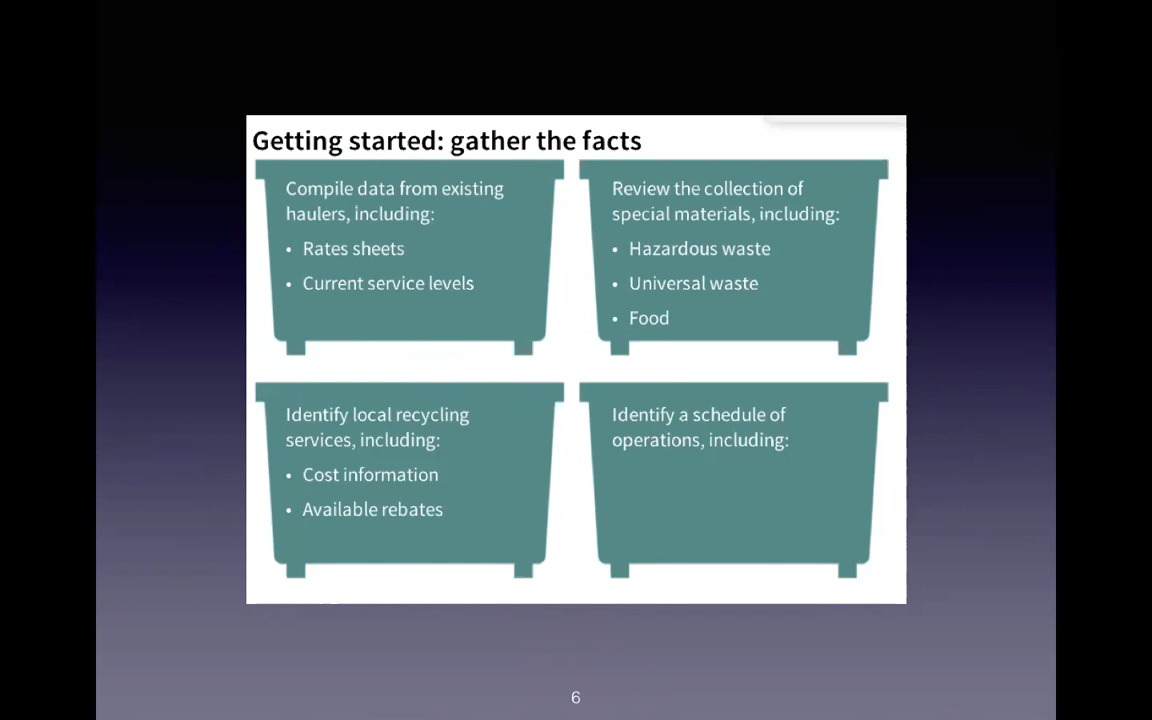 Getting started: gather the facts
Compile data from existing
haulers, including:
• Rates sheets
• Current service levels
Review the collection of
special materials, including:
• Hazardous waste
• Universal waste
• Food
Identify local recycling
services, including:
• Cost information
• Available rebates
Identify a schedule of
operations, including:
6